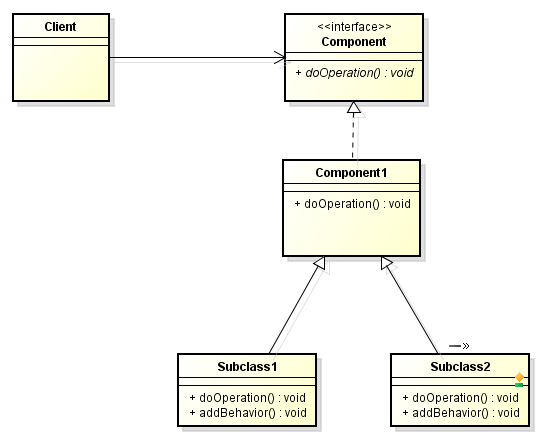 Client
<<interface>>
Component
+ doOperation() : void
Component1
+ doOperation() : void
Subclass1
+ doOperation() : void
+ addBehavior() : void
Subclass2
+ doOperation() : void
+ addBehavior() : void